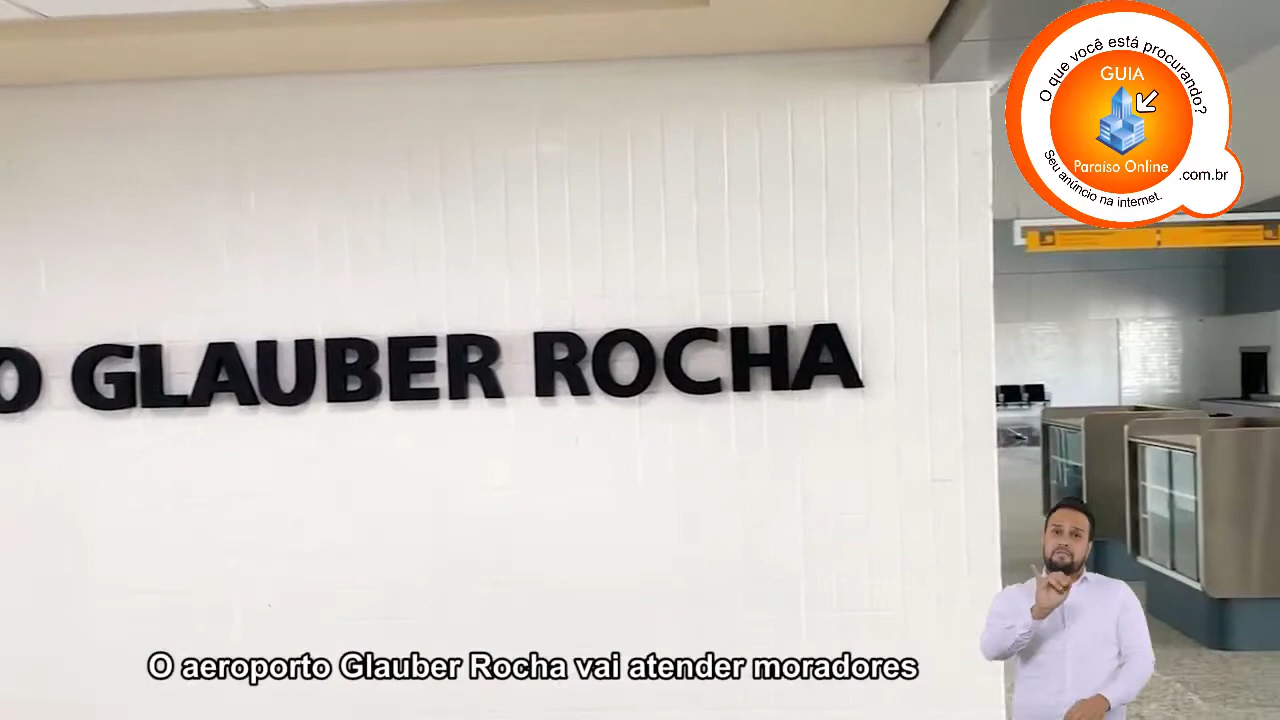 O que você está procurando?
GUIA
Paraíso Online
.com.br
Seu anúncio na internet.
O GLAUBER ROCHA
O aeroporto Glauber Rocha vai atender moradores